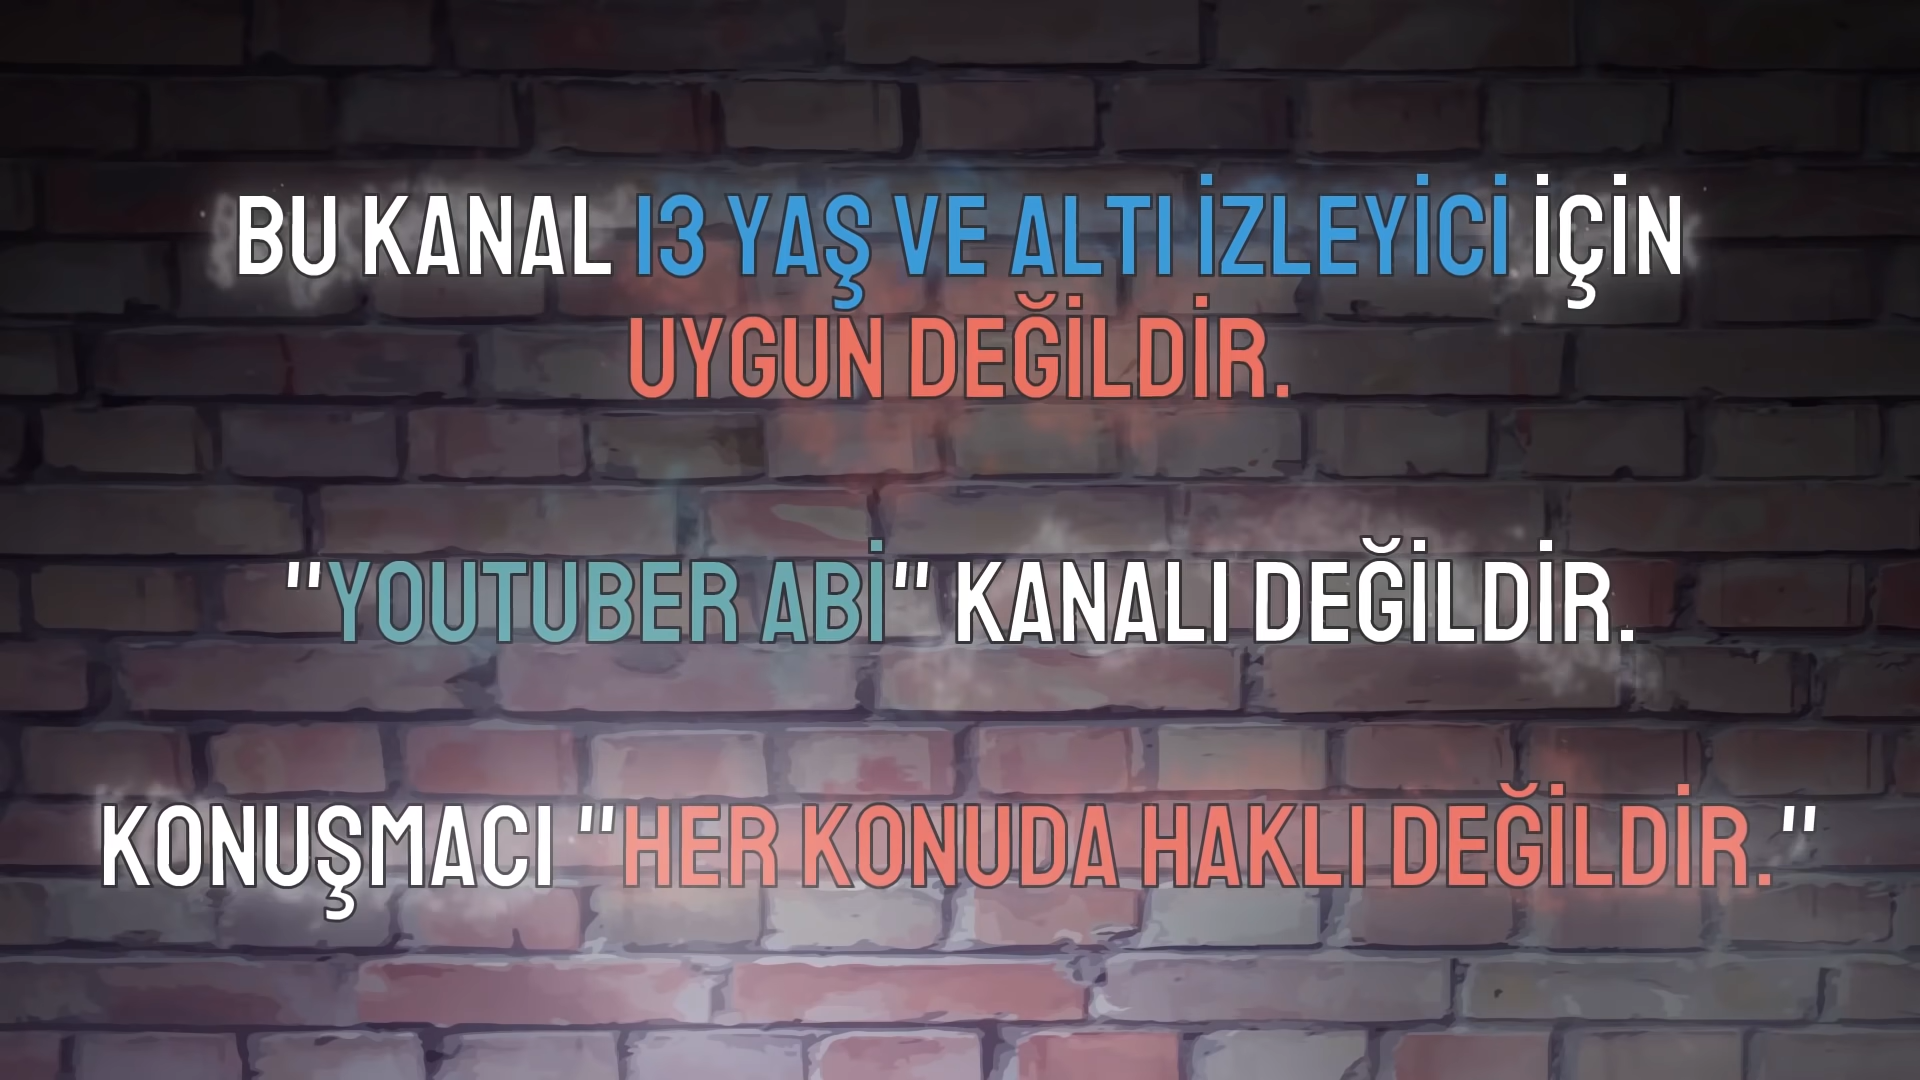 BU KANAL 13 YAŞ VE ALTI İZLEYİCİ İÇİN
UYGUN DEĞİLDİR.
"YOUTUBER ABİ" KANALI DEĞİLDİR.
KONUŞMACI "HER KONUDA HAKLI DEĞİLDİR."